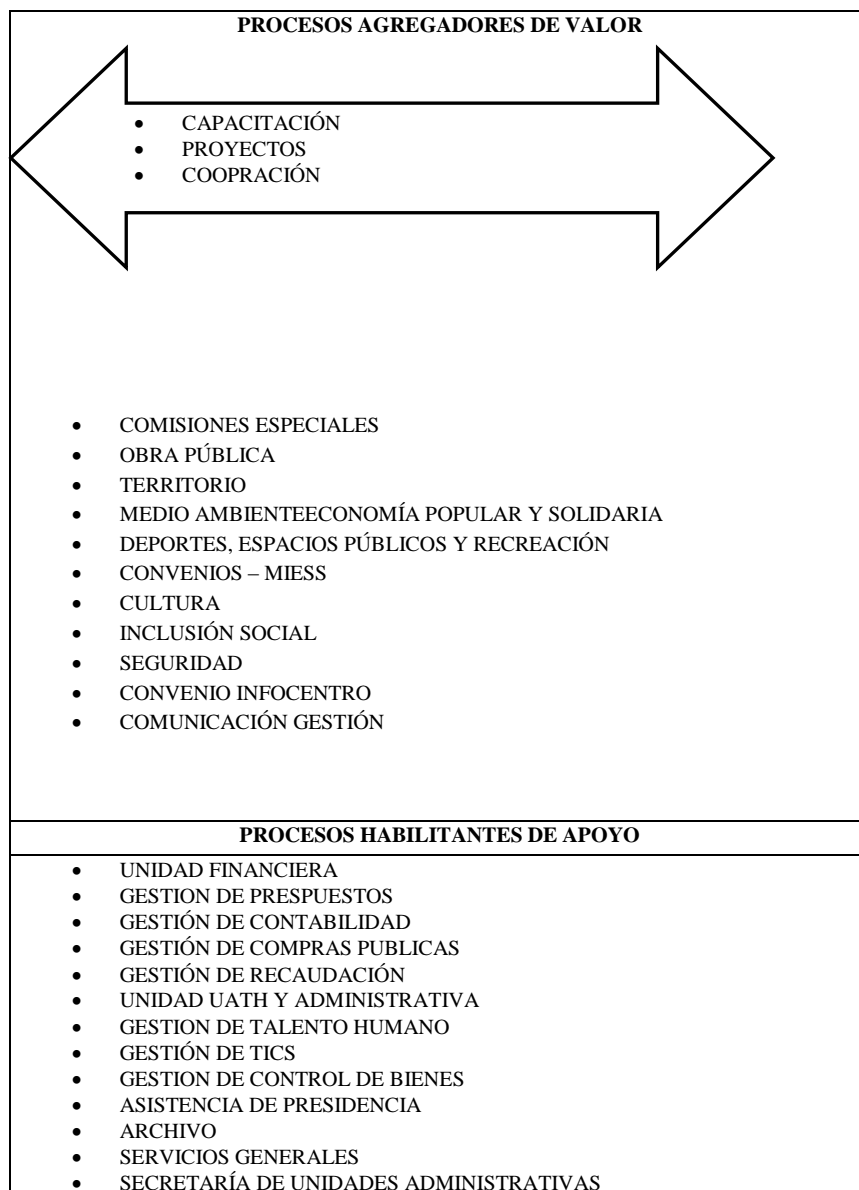 PROCESOS AGREGADORES DE VALOR
• CAPACITACIÓN
• PROYECTOS
• COOPRACIÓN
• COMISIONES ESPECIALES
• OBRA PÚBLICA
• TERRITORIO
• MEDIO AMBIENTEECONOMÍA POPULAR Y SOLIDARIA
• DEPORTES, ESPACIOS PÚBLICOS Y RECREACIÓN
• CONVENIOS – MIESS
• CULTURA
• INCLUSIÓN SOCIAL
• SEGURIDAD
• CONVENIO INFOCENTRO
• COMUNICACIÓN GESTIÓN
PROCESOS HABILITANTES DE APOYO
• UNIDAD FINANCIERA
• GESTION DE PRESPUESTOS
• GESTIÓN DE CONTABILIDAD
• GESTIÓN DE COMPRAS PUBLICAS
• GESTIÓN DE RECAUDACIÓN
• UNIDAD UATH Y ADMINISTRATIVA
• GESTION DE TALENTO HUMANO
• GESTIÓN DE TICS
• GESTION DE CONTROL DE BIENES
• ASISTENCIA DE PRESIDENCIA
• ARCHIVO
• SERVICIOS GENERALES
• SECRETARÍA DE UNIDADES ADMINISTRATIVAS